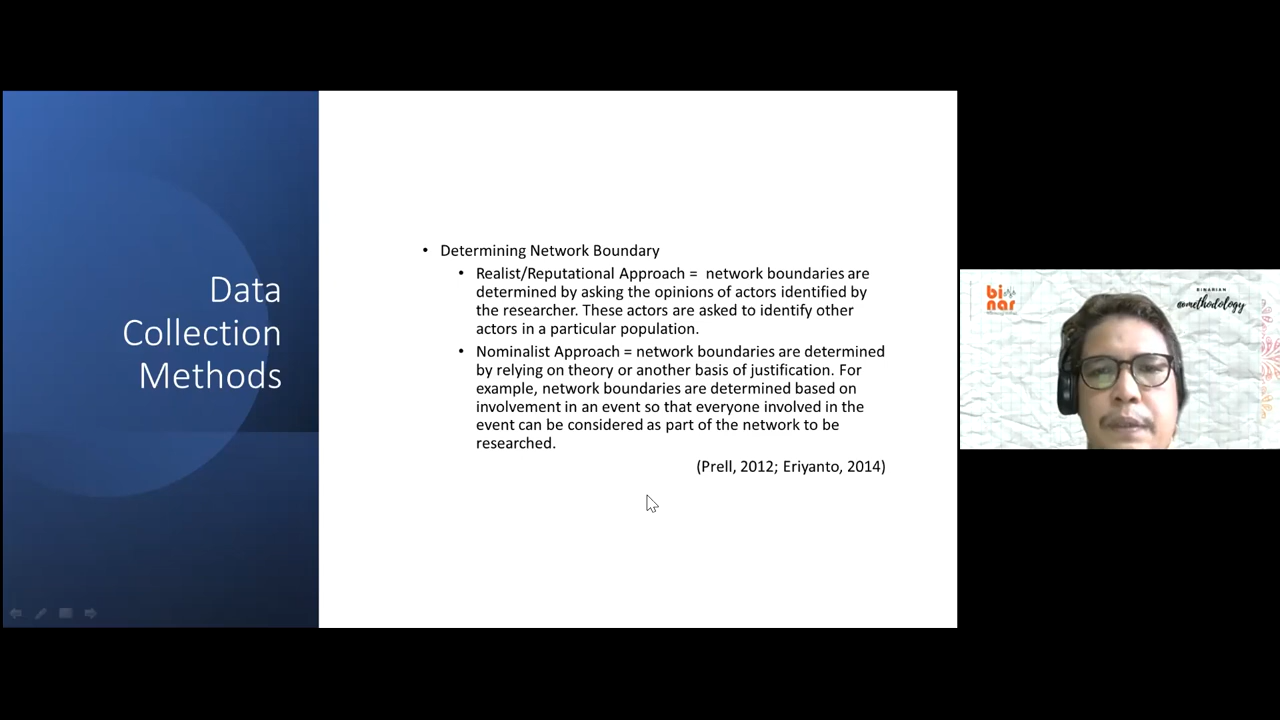 Data
Collection
Methods
• Determining Network Boundary
• Realist/Reputational Approach = network boundaries are
determined by asking the opinions of actors identified by
the researcher. These actors are asked to identify other
actors in a particular population.
• Nominalist Approach = network boundaries are determined
by relying on theory or another basis of justification. For
example, network boundaries are determined based on
involvement in an event so that everyone involved in the
event can be considered as part of the network to be
researched.
(Prell, 2012; Eriyanto, 2014)
bi
nar
BINARIAN